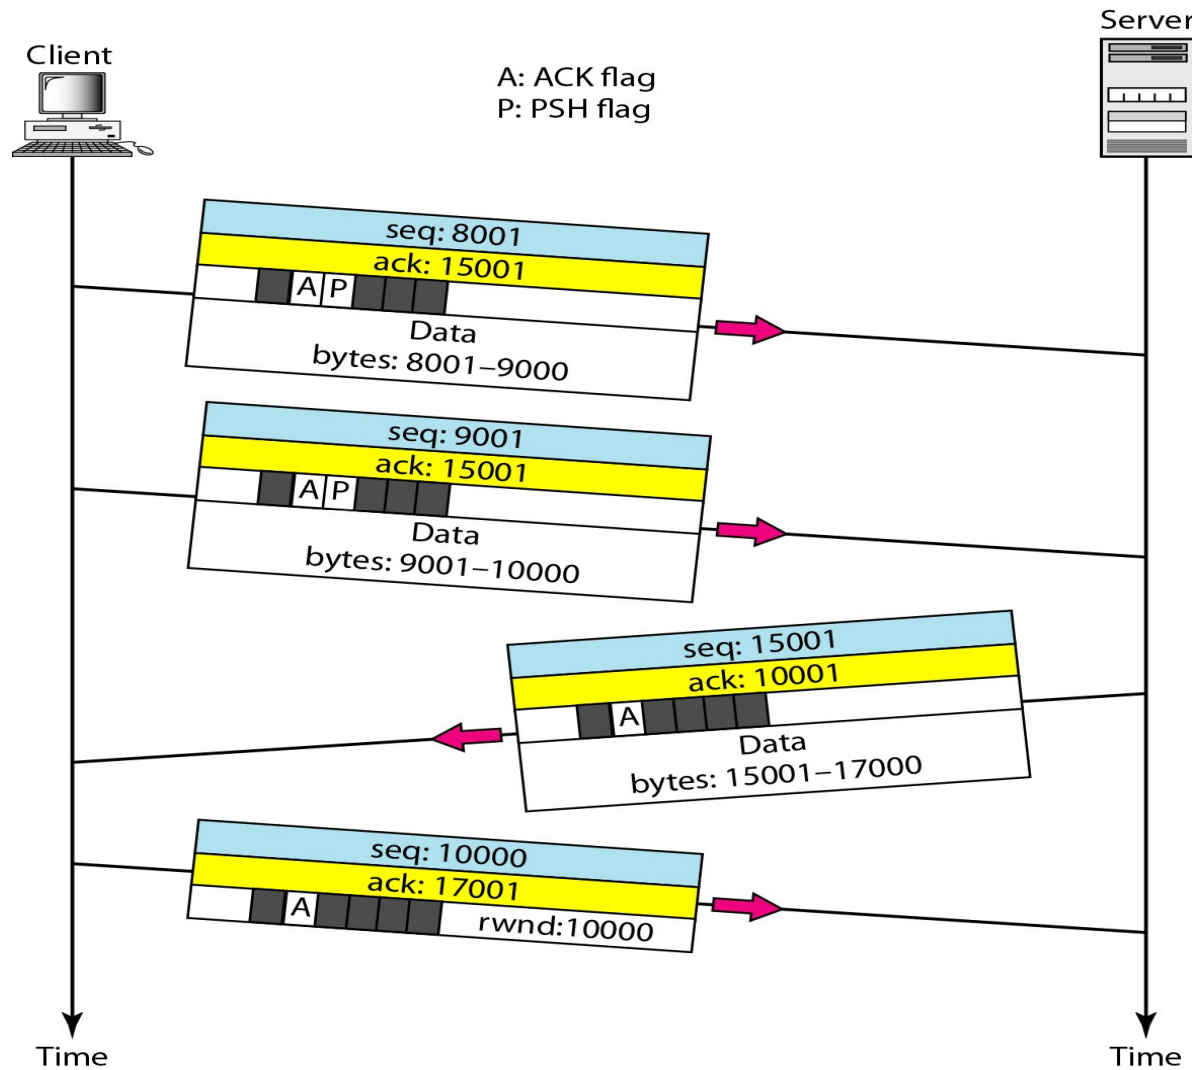 Server
Client
A: ACK flag
P: PSH flag
seq: 8001
ack: 15001
A P
Data
bytes: 8001–9000
seq: 9001
ack: 15001
A P
Data
bytes: 9001–10000
seq: 15001
ack: 10001
A
Data
bytes: 15001–17000
seq: 10000
ack: 17001
A rwnd:10000
Time
Time